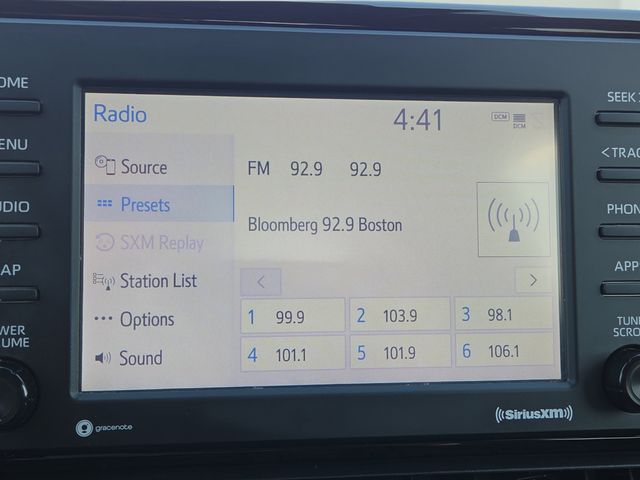 OME
ENU
UDIO
AP
OWER
OLUME
Radio
4:41
DCM
DCM
Source
Presets
SXM Replay
Station List
Options
Sound
FM 92.9 92.9
Bloomberg 92.9 Boston
<
>
1 99.9
2 103.9
3 98.1
4 101.1
5 101.9
6 106.1
SEEK >
< TRAC
PHON
APP
TUN
SCRO
gracenote
((SiriusXM))